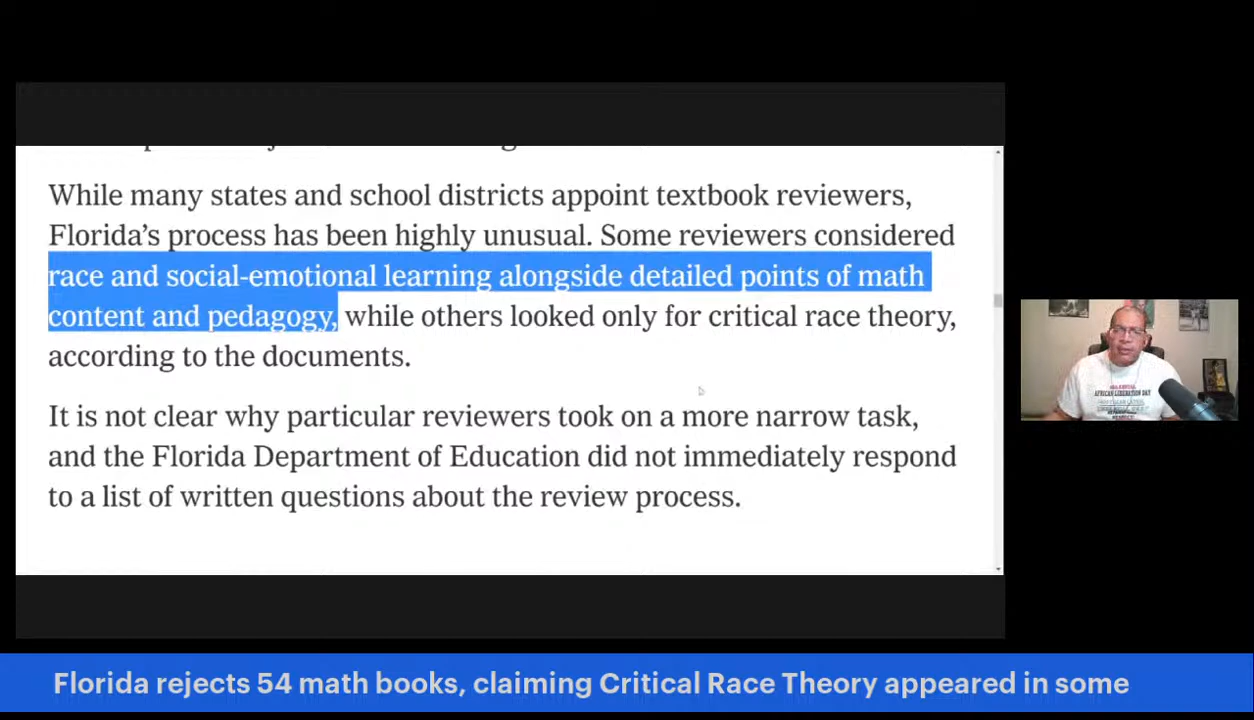 While many states and school districts appoint textbook reviewers,
Florida’s process has been highly unusual. Some reviewers considered
race and social-emotional learning alongside detailed points of math
content and pedagogy, while others looked only for critical race theory,
according to the documents.
It is not clear why particular reviewers took on a more narrow task,
and the Florida Department of Education did not immediately respond
to a list of written questions about the review process.
AFRICAN LIBERATION DAY
Florida rejects 54 math books, claiming Critical Race Theory appeared in some